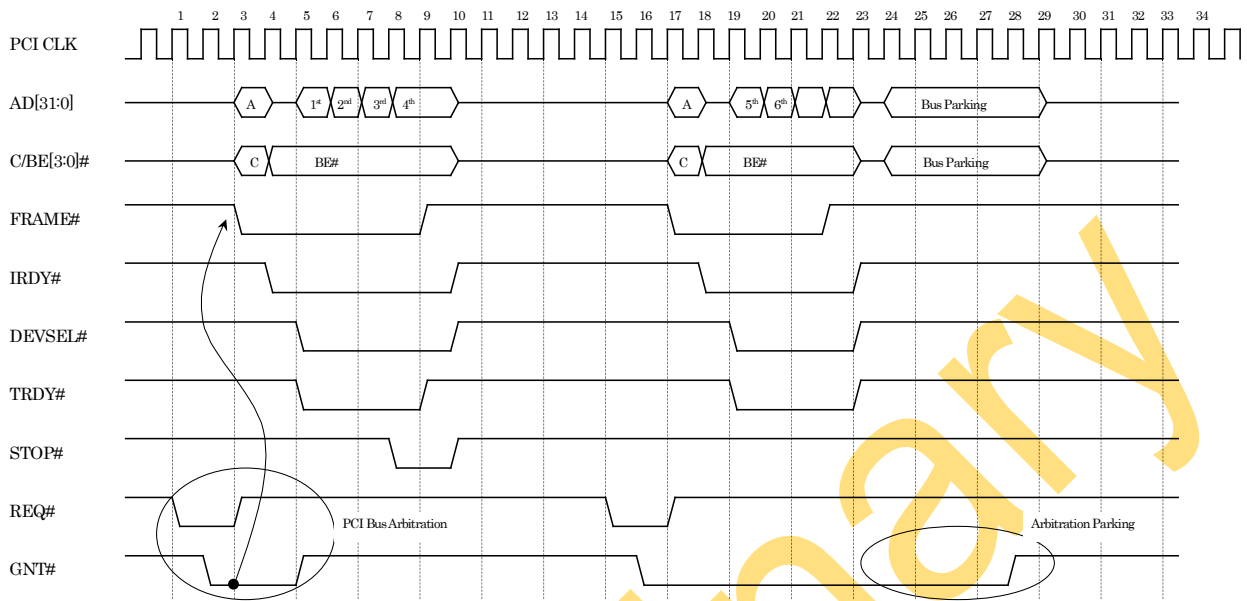 1 2 3 4 5 6 7 8 9 10 11 12 13 14 15 16 17 18 19 20 21 22 23 24 25 26 27 28 29 30 31 32 33 34
PCI CLK
AD[31:0] A 1st 2nd 3rd 4th A 5th 6th Bus Parking
C/BE[3:0]# C BE# C BE# Bus Parking
FRAME#
IRDY#
DEVSEL#
TRDY#
STOP#
REQ# PCI Bus Arbitration Arbitration Parking
GNT#
nary